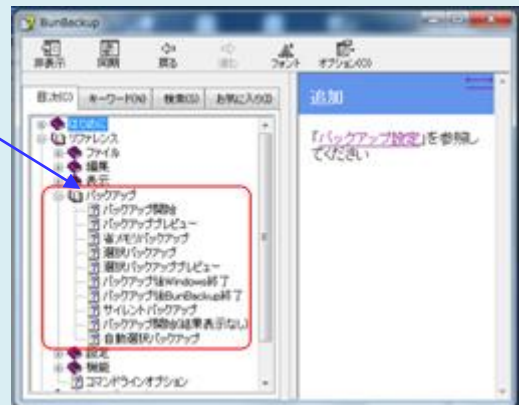 BunBackup
非表示 同期 戻る 進む フォント オプション(O)
目次(C) キーワード(N) 検索(S) お気に入り(I)
はじめに
リファレンス
ファイル
編集
表示
バックアップ
バックアップ開始
バックアッププレビュー
省メモリバックアップ
選択バックアップ
選択バックアッププレビュー
バックアップ後Windows終了
バックアップ後BunBackup終了
サイレントバックアップ
バックアップ開始(結果表示なし)
自動選択バックアップ
設定
機能
コマンドラインオプション
追加
「バックアップ設定」を参照し
てください